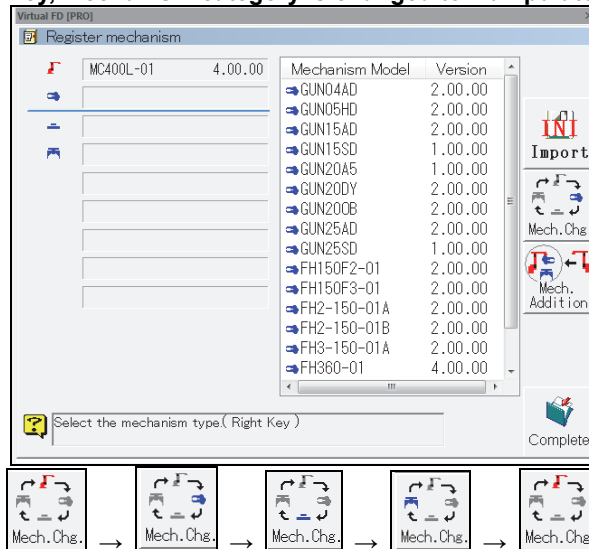 Virtual FD [PRO]
Register mechanism
MC400L-01 4.00.00
Mechanism Model Version
GUN04AD 2.00.00
GUN05HD 2.00.00
GUN15AD 2.00.00
GUN15SD 1.00.00
GUN20A5 1.00.00
GUN20DY 2.00.00
GUN20OB 2.00.00
GUN25AD 2.00.00
GUN25SD 1.00.00
FH150F2-01 2.00.00
FH150F3-01 2.00.00
FH2-150-01A 2.00.00
FH2-150-01B 2.00.00
FH3-150-01A 2.00.00
FH360-01 4.00.00
INI
Import
Mech.Chg
Mech.
Addition
Select the mechanism type.( Right Key )
Complete
Mech.Chg. → Mech.Chg. → Mech.Chg. → Mech.Chg. → Mech.Chg